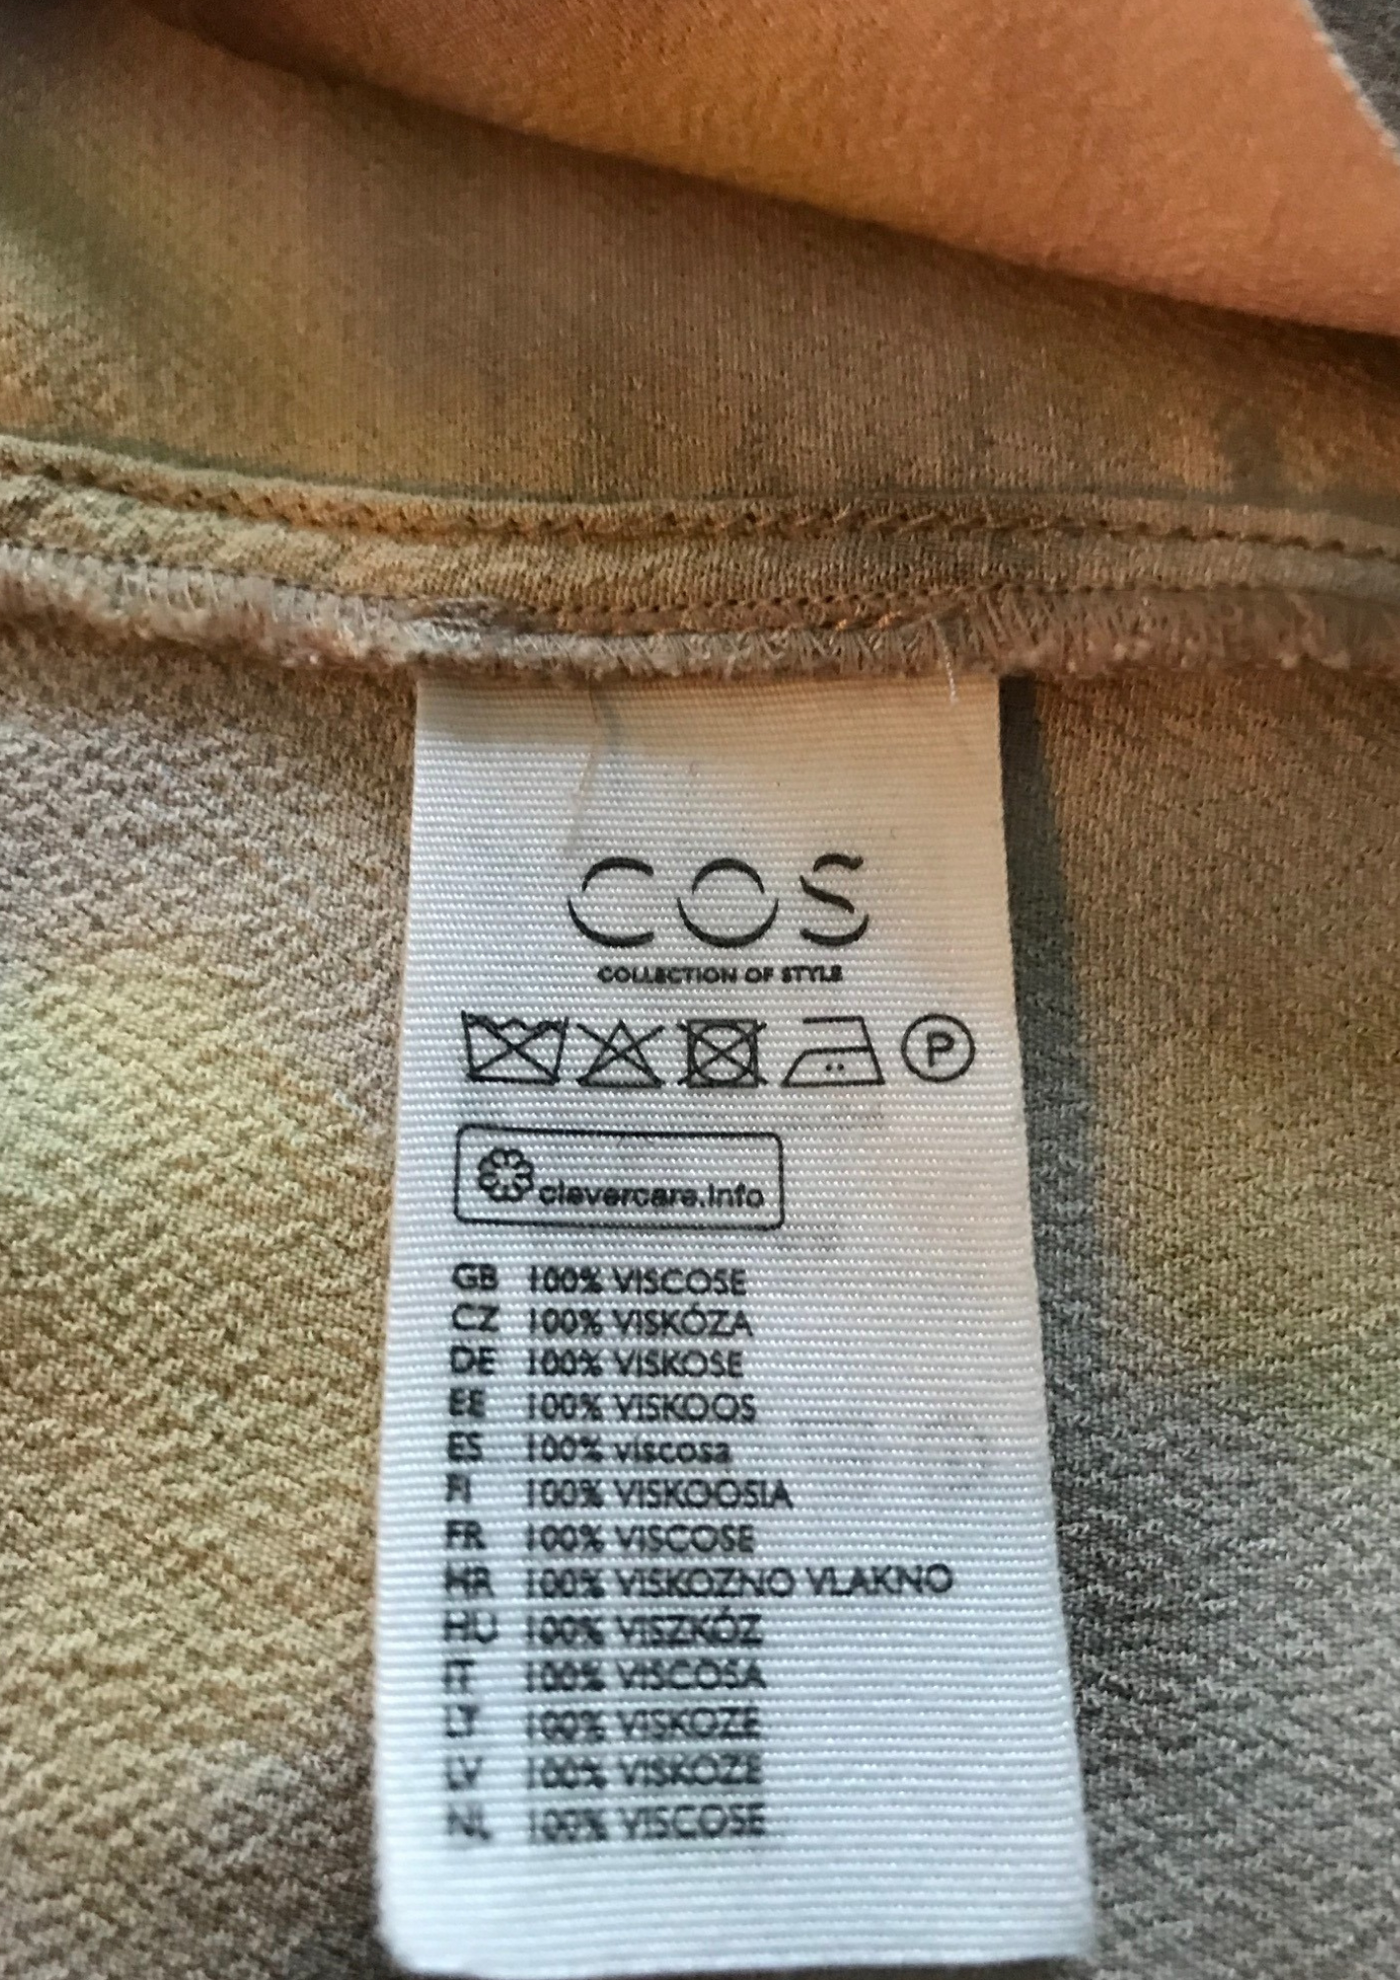 COS
COLLECTION OF STYLE
P
clevercare.info
GB 100% VISCOSE
CZ 100% VISKÓZA
DE 100% VISKOSE
EE 100% VISKOOS
ES 100% viscosa
FI 100% VISKOOSIA
FR 100% VISCOSE
HR 100% VISKOZNO VLAKNO
HU 100% VISZKÓZ
IT 100% VISCOSA
LT 100% VISKOZĖ
LV 100% VISKOZE
NL 100% VISCOSE